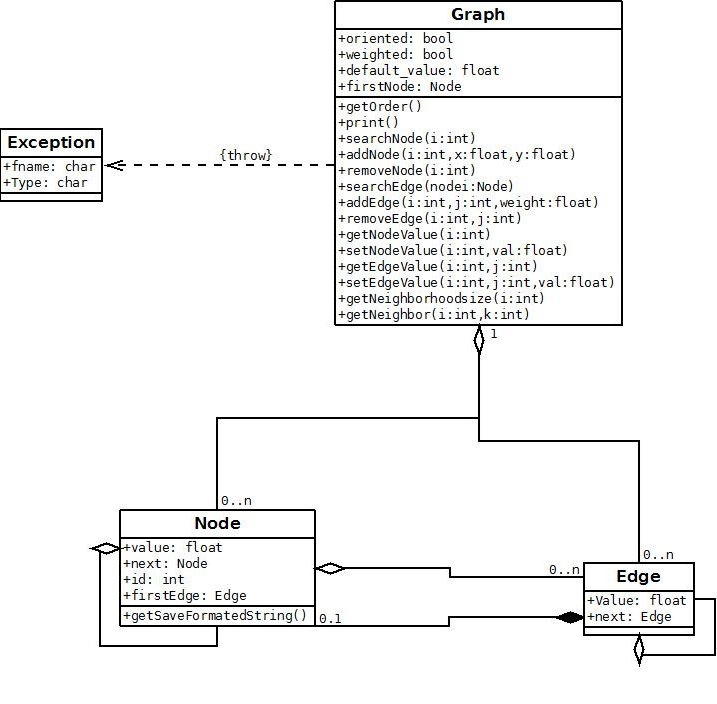 Graph
+oriented: bool
+weighted: bool
+default_value: float
+firstNode: Node
+getOrder()
+print()
+searchNode(i:int)
+addNode(i:int,x:float,y:float)
+removeNode(i:int)
+searchEdge(nodei:Node)
+addEdge(i:int,j:int,weight:float)
+removeEdge(i:int,j:int)
+getNodeValue(i:int)
+setNodeValue(i:int,val:float)
+getEdgeValue(i:int,j:int)
+setEdgeValue(i:int,j:int,val:float)
+getNeighborhoodsize(i:int)
+getNeighbor(i:int,k:int)
Exception
+fname: char
+Type: char
{throw}
1
0..n
Node
+value: float
+next: Node
+id: int
+firstEdge: Edge
+getSaveFormatedString()
0..n
0.1
0..n
Edge
+Value: float
+next: Edge